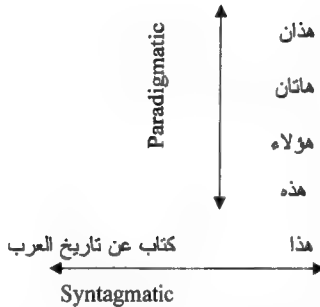 Paradigmatic
هذان
هاتان
هؤلاء
هذه
هذا كتاب عن تاريخ العرب
Syntagmatic